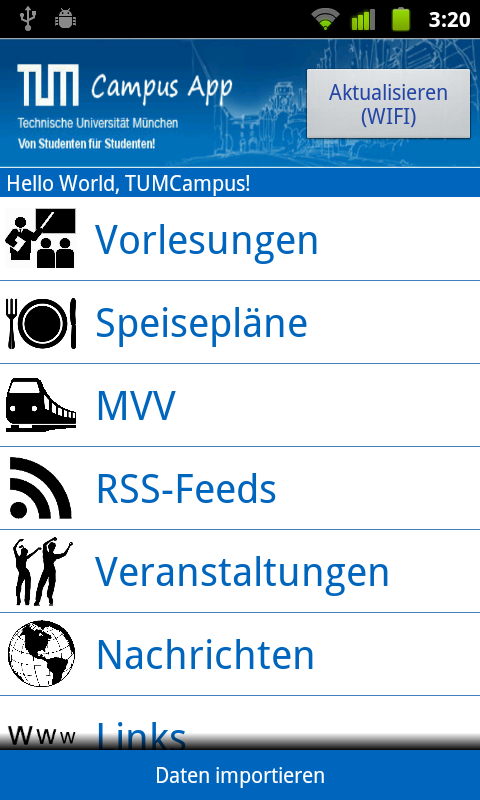 3:20
TUM Campus App
Technische Universität München
Von Studenten für Studenten!
Aktualisieren
(WIFI)
Hello World, TUMCampus!
Vorlesungen
Speisepläne
MVV
RSS-Feeds
Veranstaltungen
Nachrichten
www Links
Daten importieren